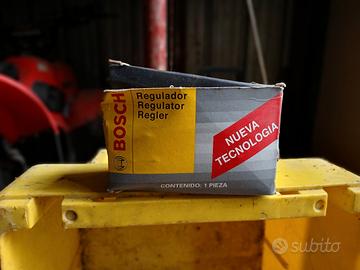 BOSCH
Regulador
Regulator
Regler
NUEVA
TECNOLOGIA
CONTENIDO: 1 PIEZA
subito